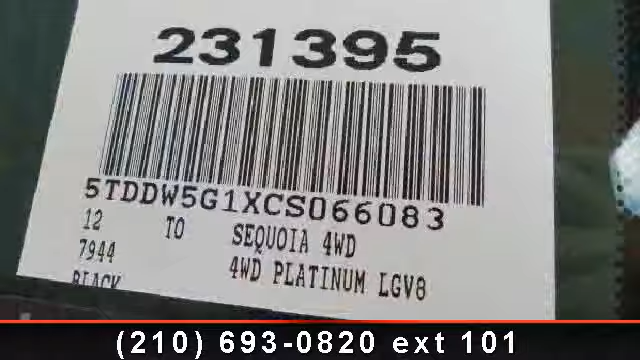 231395
5TDDW5G1XCS066083
12 TO SEQUOIA 4WD
7944 4WD PLATINUM LGV8
BLACK
(210) 693-0820 ext 101